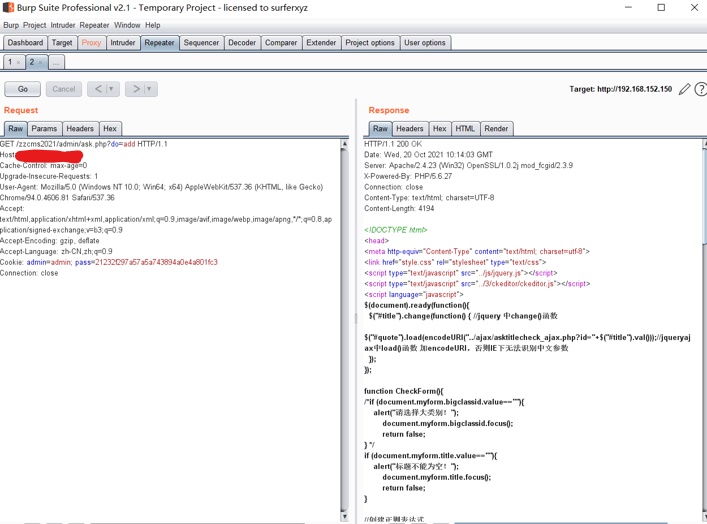 Burp Suite Professional v2.1 - Temporary Project - licensed to surferxyz
Burp Project Intruder Repeater Window Help
Dashboard Target Proxy Intruder Repeater Sequencer Decoder Comparer Extender Project options User options
1 × 2 × ...
Go Cancel < ▼ > ▼ Target: http://192.168.152.150
Request
Raw Params Headers Hex
GET /zzcms2021/admin/ask.php?do=add HTTP/1.1
Host
Cache-Control: max-age=0
Upgrade-Insecure-Requests: 1
User-Agent: Mozilla/5.0 (Windows NT 10.0; Win64; x64) AppleWebKit/537.36 (KHTML, like Gecko)
Chrome/94.0.4606.81 Safari/537.36
Accept:
text/html,application/xhtml+xml,application/xml;q=0.9,image/avif,image/webp,image/apng,*/*;q=0.8,ap
plication/signed-exchange;v=b3;q=0.9
Accept-Encoding: gzip, deflate
Accept-Language: zh-CN,zh;q=0.9
Cookie: admin=admin; pass=21232f297a57a5a743894a0e4a801fc3
Connection: close
Response
Raw Headers Hex HTML Render
HTTP/1.1 200 OK
Date: Wed, 20 Oct 2021 10:14:03 GMT
Server: Apache/2.4.23 (Win32) OpenSSL/1.0.2j mod_fcgid/2.3.9
X-Powered-By: PHP/5.6.27
Connection: close
Content-Type: text/html; charset=UTF-8
Content-Length: 4194
<!DOCTYPE html>
<head>
<meta http-equiv="Content-Type" content="text/html; charset=utf-8">
<link href="style.css" rel="stylesheet" type="text/css">
<script type="text/javascript" src="../js/jquery.js"></script>
<script type="text/javascript" src="../3/ckeditor/ckeditor.js"></script>
<script language="javascript">
$(document).ready(function(){
$("#title").change(function() { //jquery 中change()函数
$("#quote").load(encodeURI("../ajax/asktitlecheck_ajax.php?id="+$("#title").val()));//jqueryaj
ax中load()函数 加encodeURI，否则IE下无法识别中文参数
});
});
function CheckForm(){
/*if (document.myform.bigclassid.value==""){
alert("请选择大类别！");
document.myform.bigclassid.focus();
return false;
} */
if (document.myform.title.value==""){
alert("标题不能为空！");
document.myform.title.focus();
return false;
}
//创建正则表达式